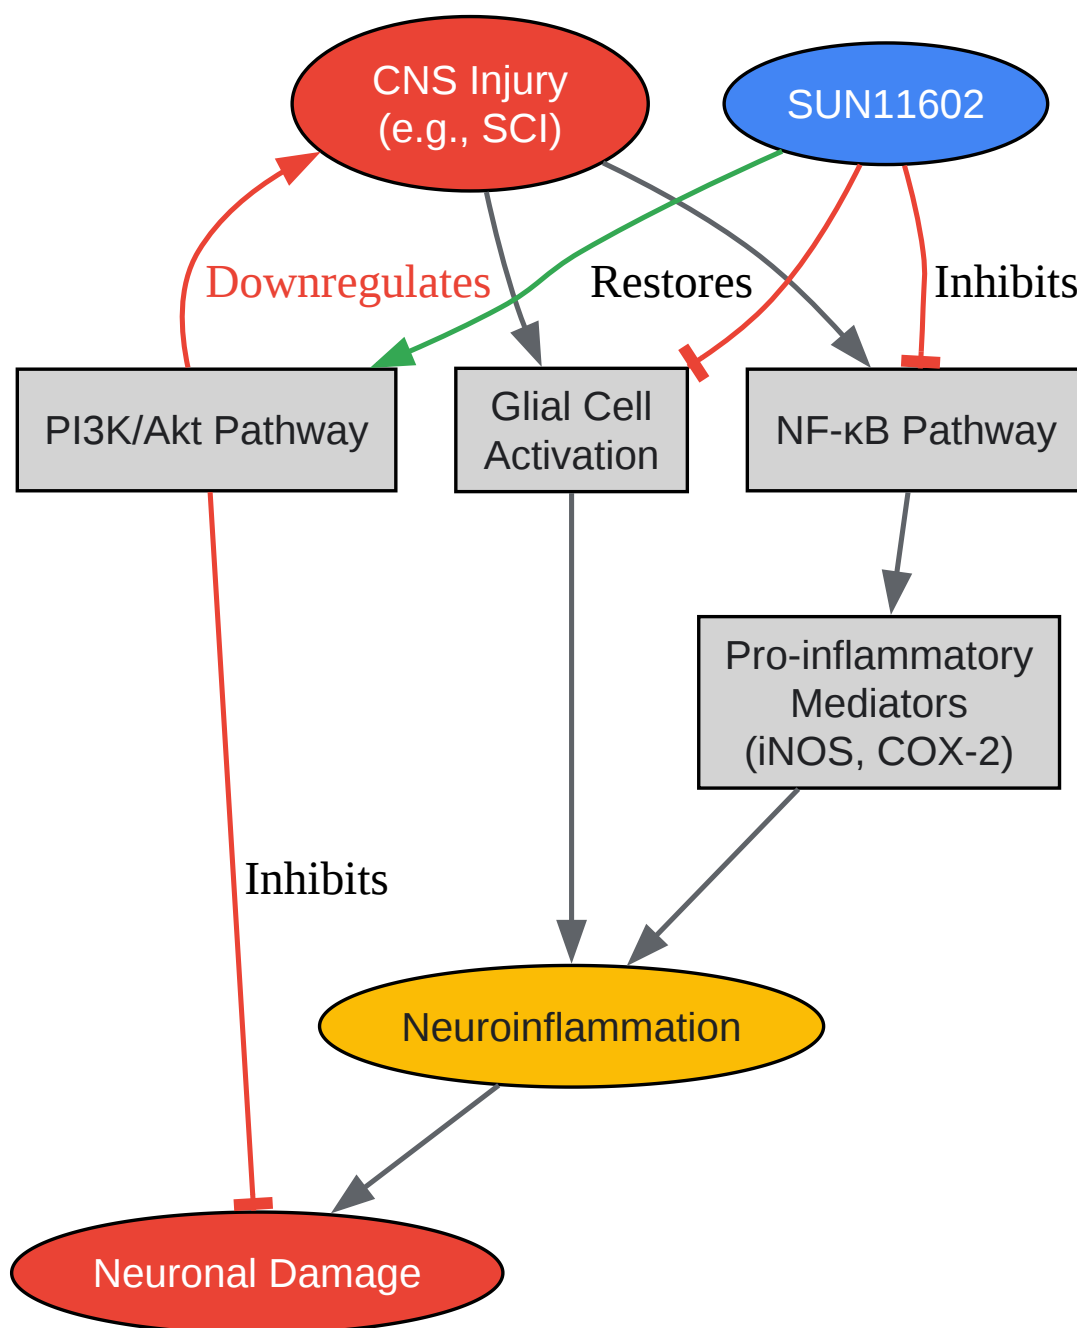 CNS Injury
(e.g., SCI)
SUN11602
Downregulates
Restores
Inhibits
PI3K/Akt Pathway
Glial Cell
Activation
NF-κB Pathway
Pro-inflammatory
Mediators
(iNOS, COX-2)
Inhibits
Neuroinflammation
Neuronal Damage